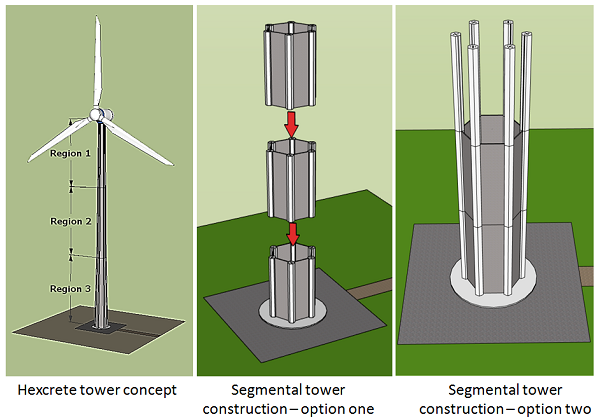 Region 1
Region 2
Region 3
Hexcrete tower concept
Segmental tower
construction – option one
Segmental tower
construction – option two